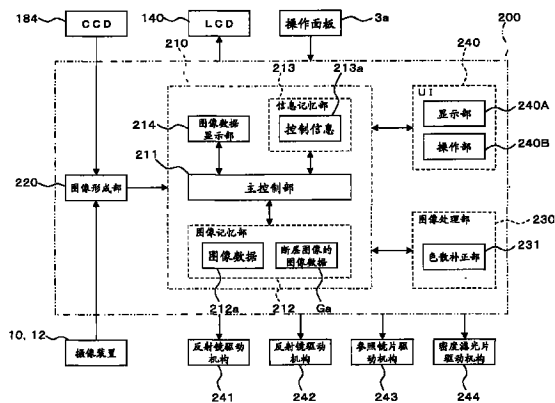 184
140
3a
200
CCD
LCD
操作面板
210
213
213a
240
UI
信息记忆部
显示部
240A
214
图像数据
显示部
控制信息
操作部
240B
211
220
图像形成部
主控制部
图像处理部
230
图像记忆部
图像数据
断层图像的
图像数据
色散补正部
231
212a
212
Ga
10, 12
摄像装置
反射镜驱动
机构
反射镜驱动
机构
参照镜片驱
动机构
密度滤光片
驱动机构
241
242
243
244